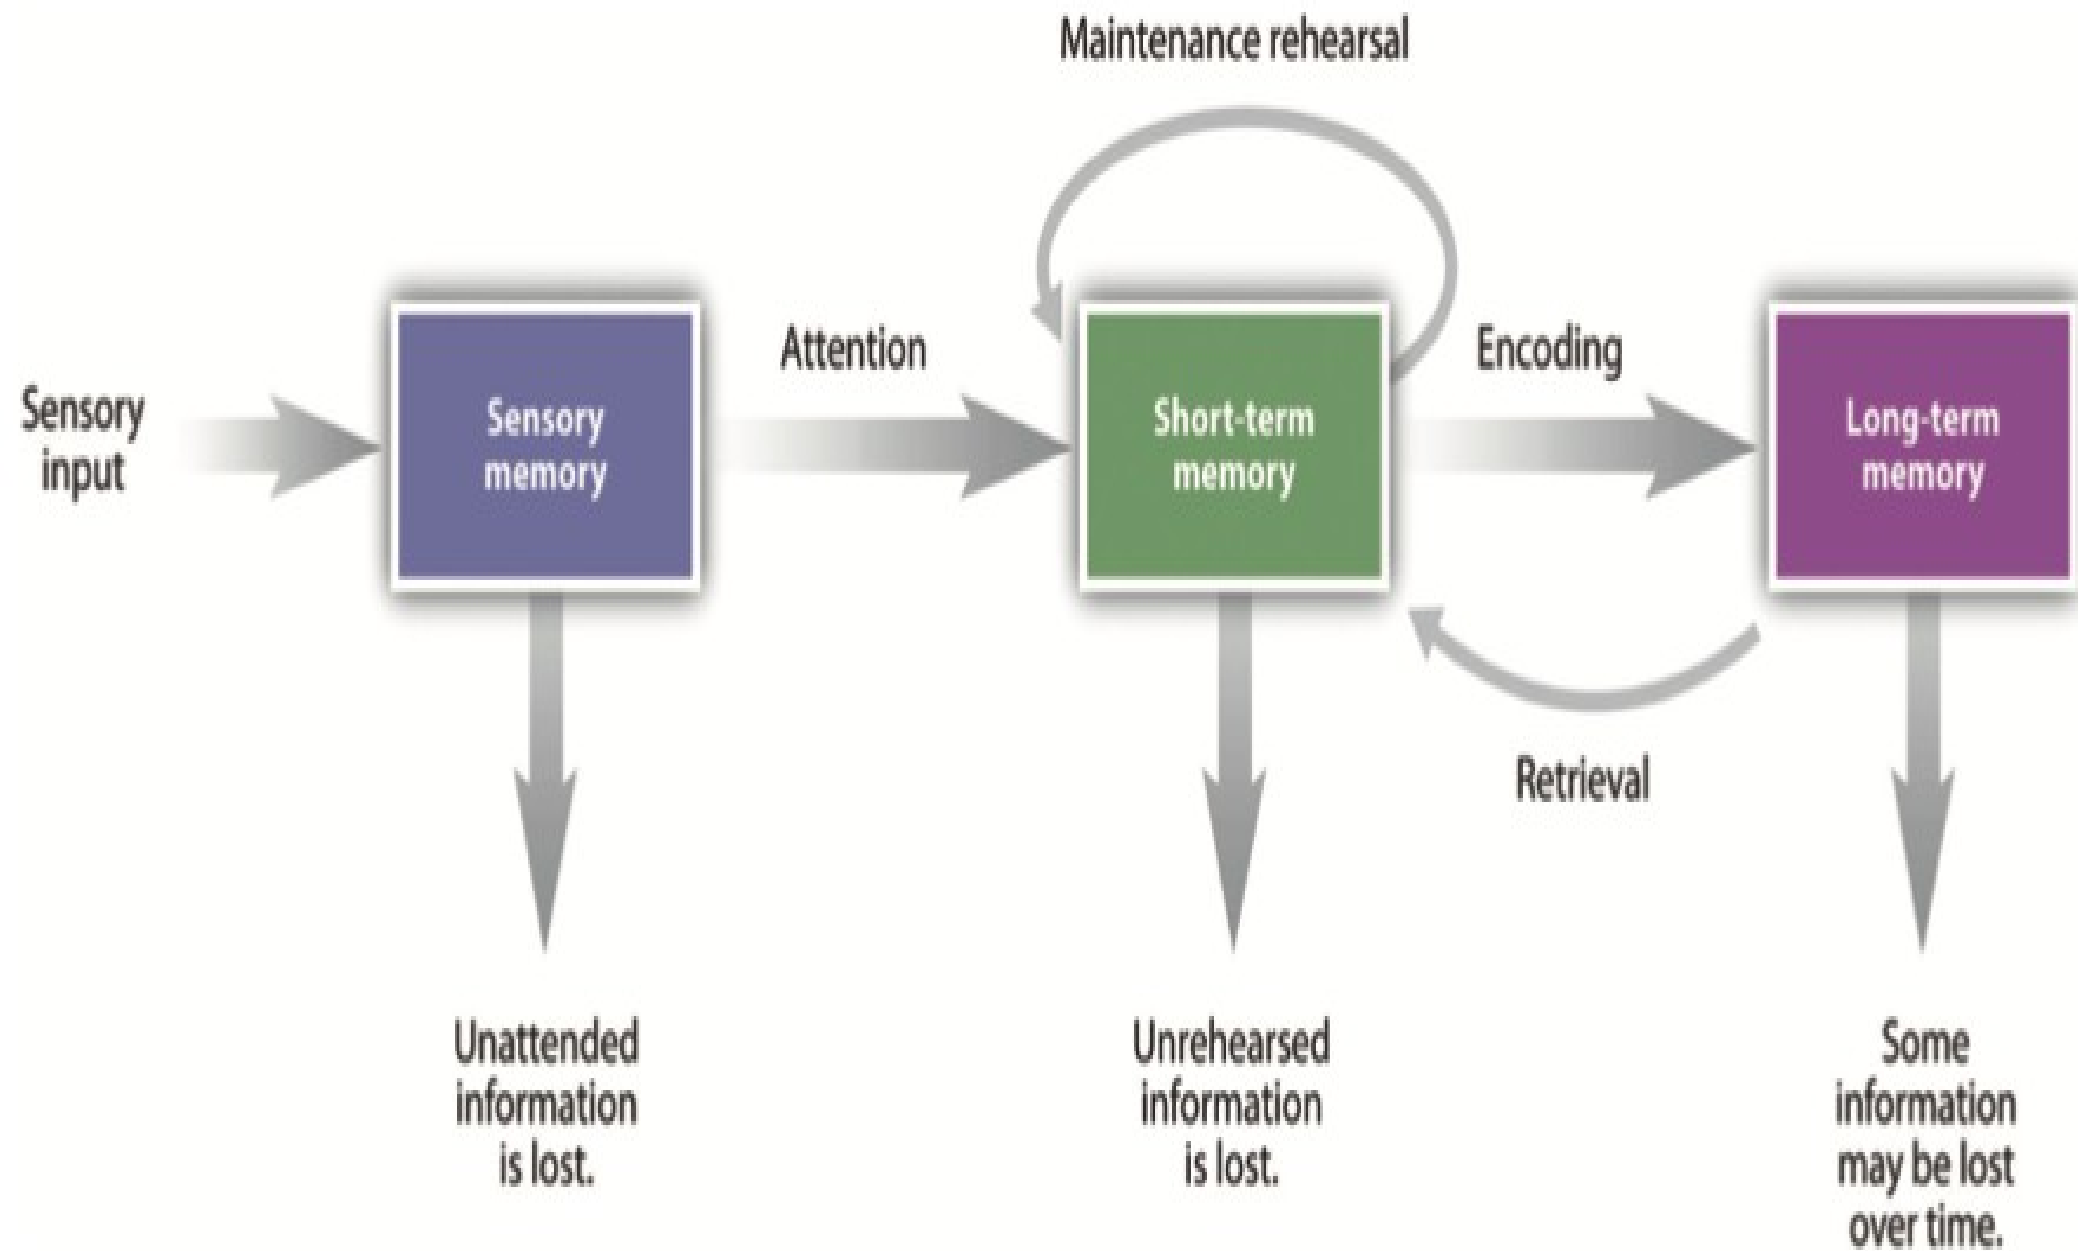 Maintenance rehearsal
Sensory
input
Sensory
memory
Attention
Short-term
memory
Encoding
Long-term
memory
Retrieval
Unattended
information
is lost.
Unrehearsed
information
is lost.
Some
information
may be lost
over time.